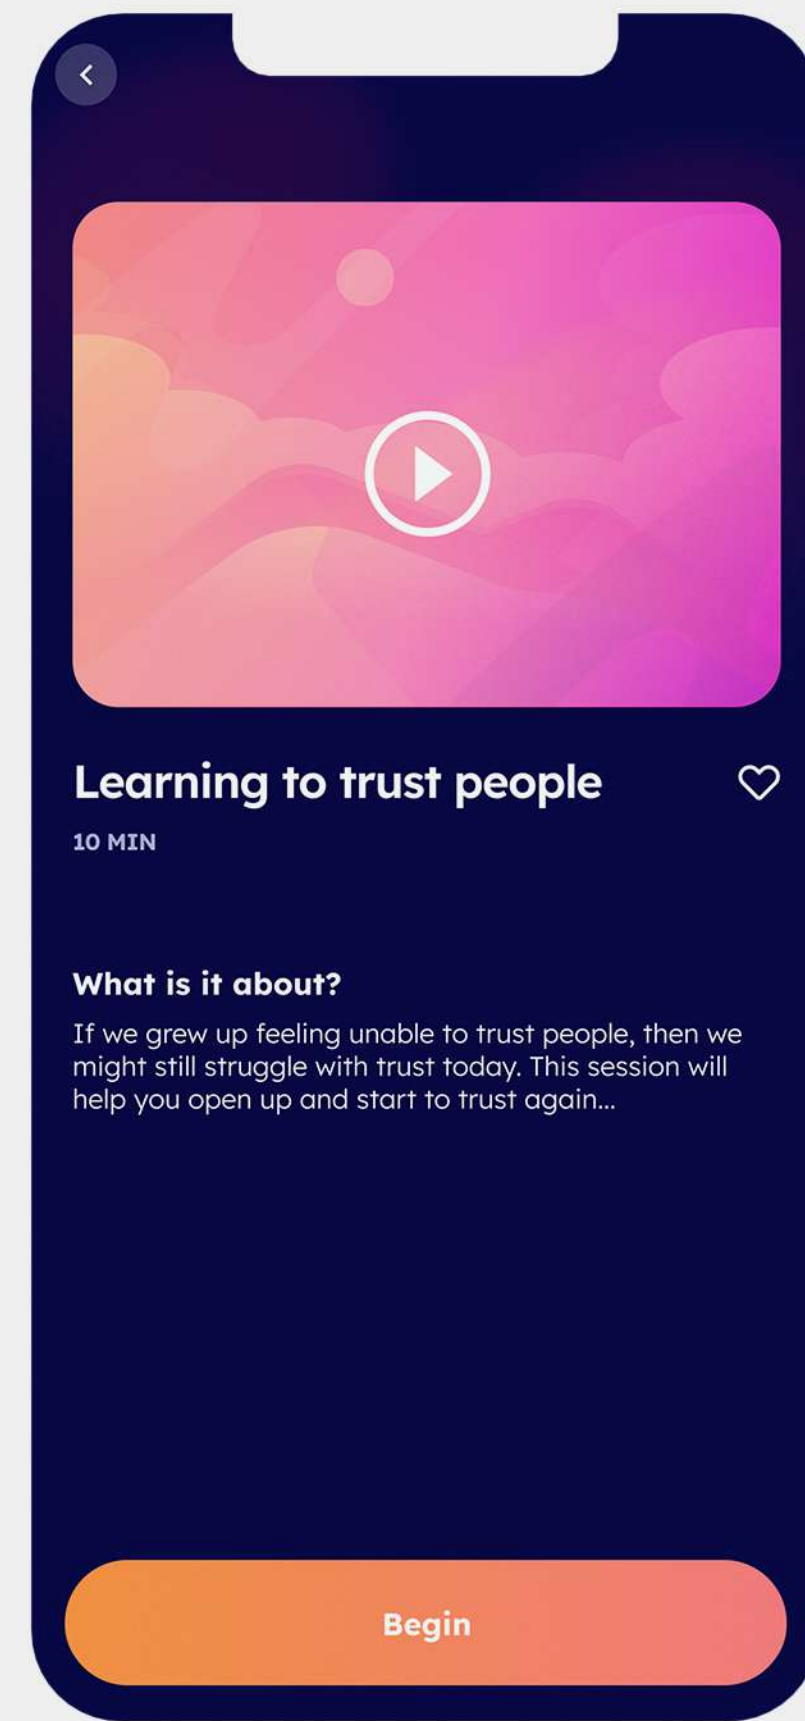 Learning to trust people
10 MIN
What is it about?
If we grew up feeling unable to trust people, then we
might still struggle with trust today. This session will
help you open up and start to trust again...
Begin